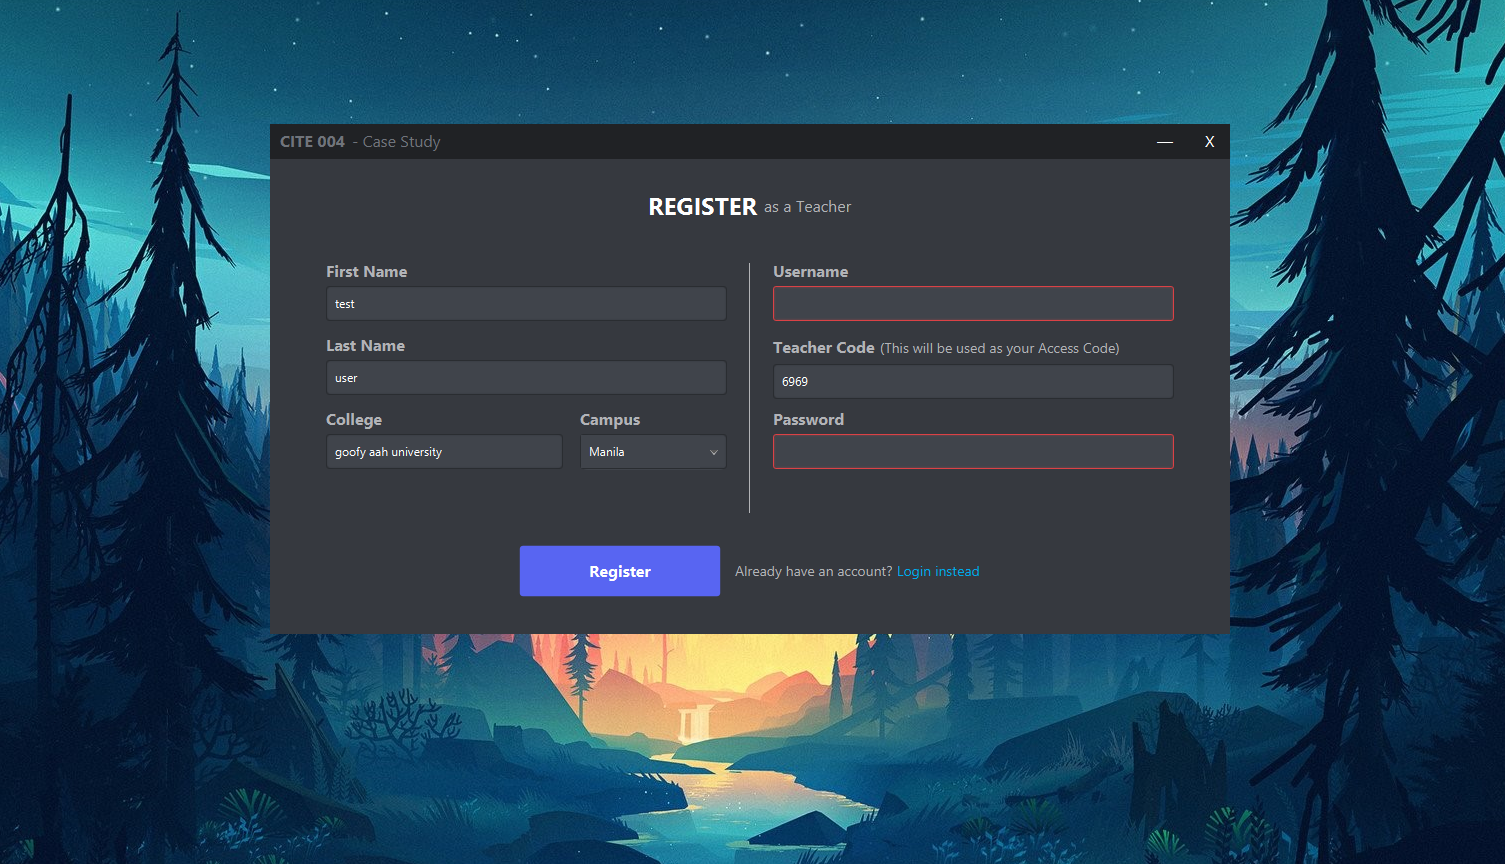 CITE 004 - Case Study
— X
REGISTER as a Teacher
First Name
test
Last Name
user
College
goofy aah university
Campus
Manila
Username
Teacher Code (This will be used as your Access Code)
6969
Password
Register
Already have an account? Login instead